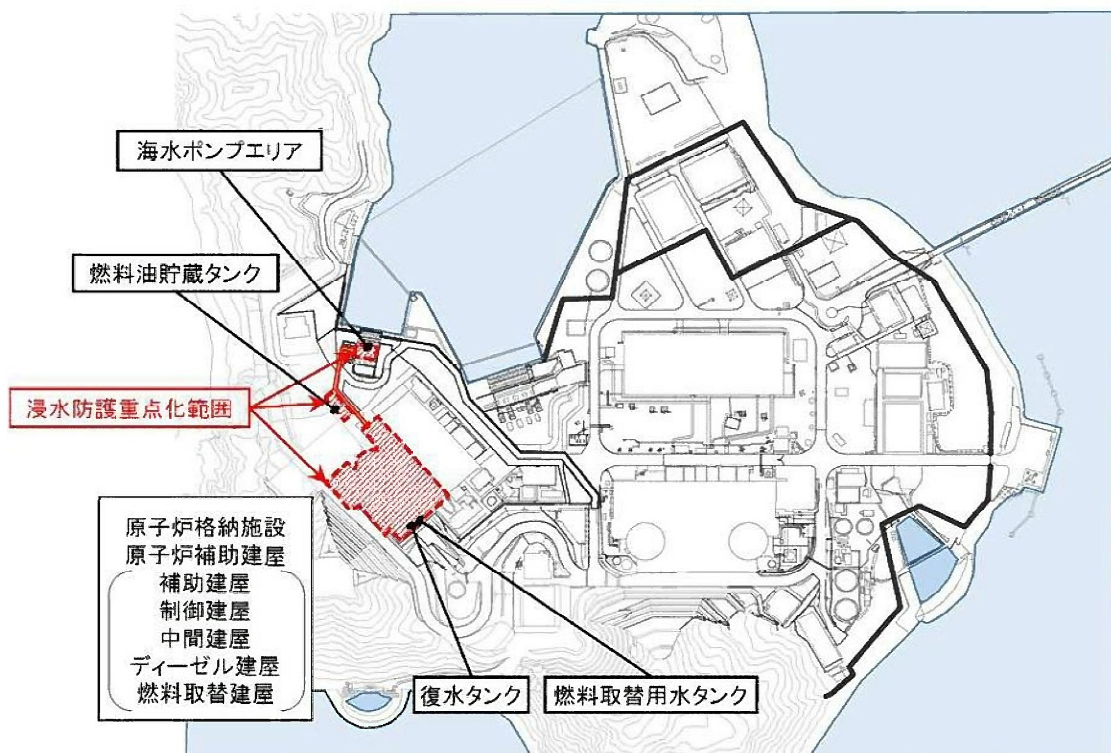 海水ポンプエリア
燃料油貯蔵タンク
浸水防護重点化範囲
原子炉格納施設
原子炉補助建屋
補助建屋
制御建屋
中間建屋
ディーゼル建屋
燃料取替建屋
復水タンク
燃料取替用水タンク